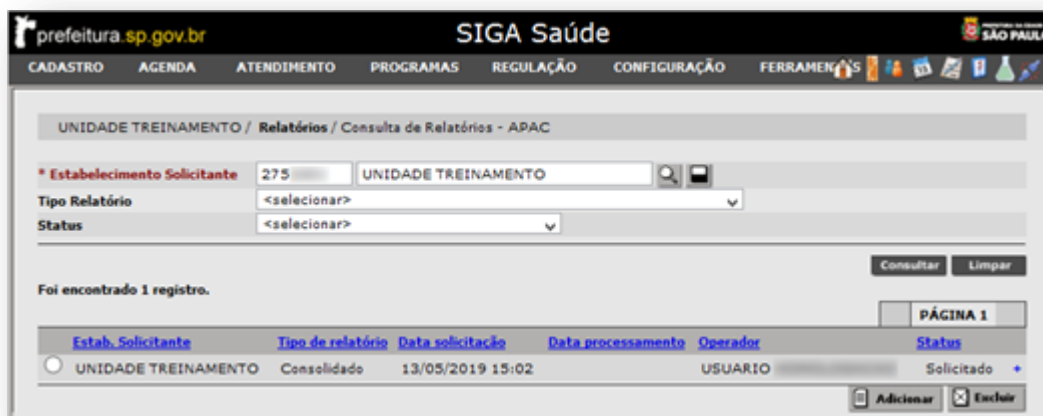 prefeitura.sp.gov.br SIGA Saúde SÃO PAULO
CADASTRO AGENDA ATENDIMENTO PROGRAMAS REGULAÇÃO CONFIGURAÇÃO
UNIDADE TREINAMENTO / Relatórios / Consulta de Relatórios - APAC
* Estabelecimento Solicitante 275 UNIDADE TREINAMENTO
Tipo Relatório <selecionar>
Status <selecionar>
Consultar Limpar
Foi encontrado 1 registro.
PÁGINA 1
Estab. Solicitante Tipo de relatório Data solicitação Data processamento Operador Status
UNIDADE TREINAMENTO Consolidado 13/05/2019 15:02 USUARIO Solicitado +
Adicionar Excluir